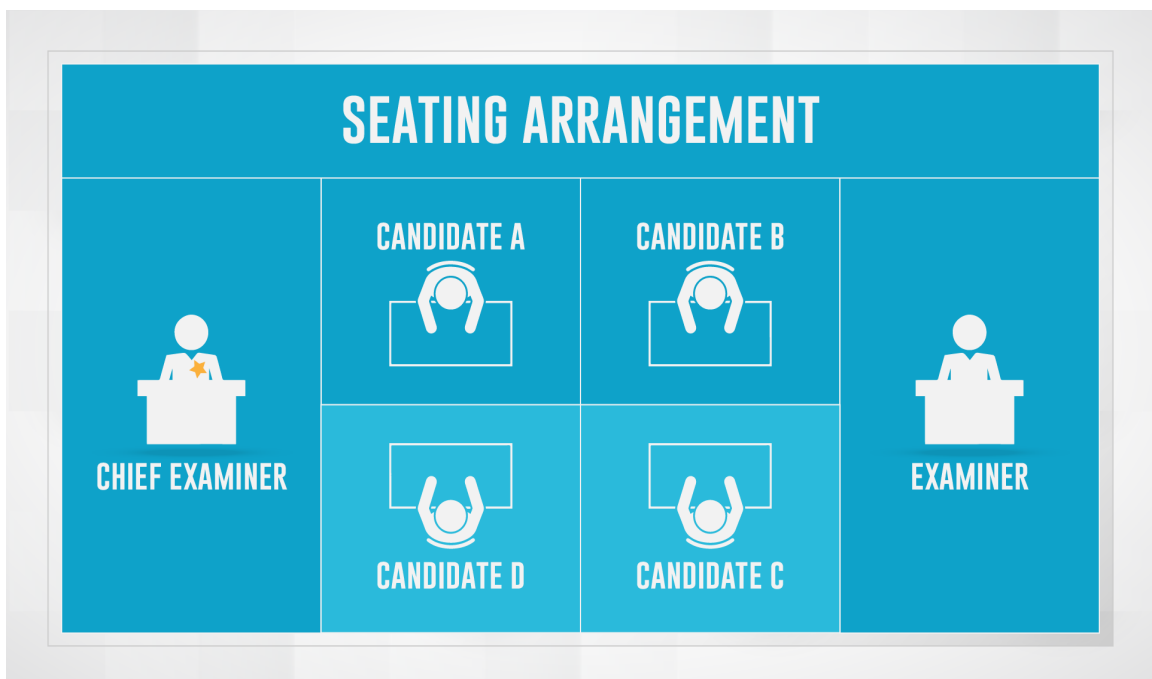 SEATING ARRANGEMENT
CANDIDATE A
CANDIDATE B
CHIEF EXAMINER
EXAMINER
CANDIDATE D
CANDIDATE C